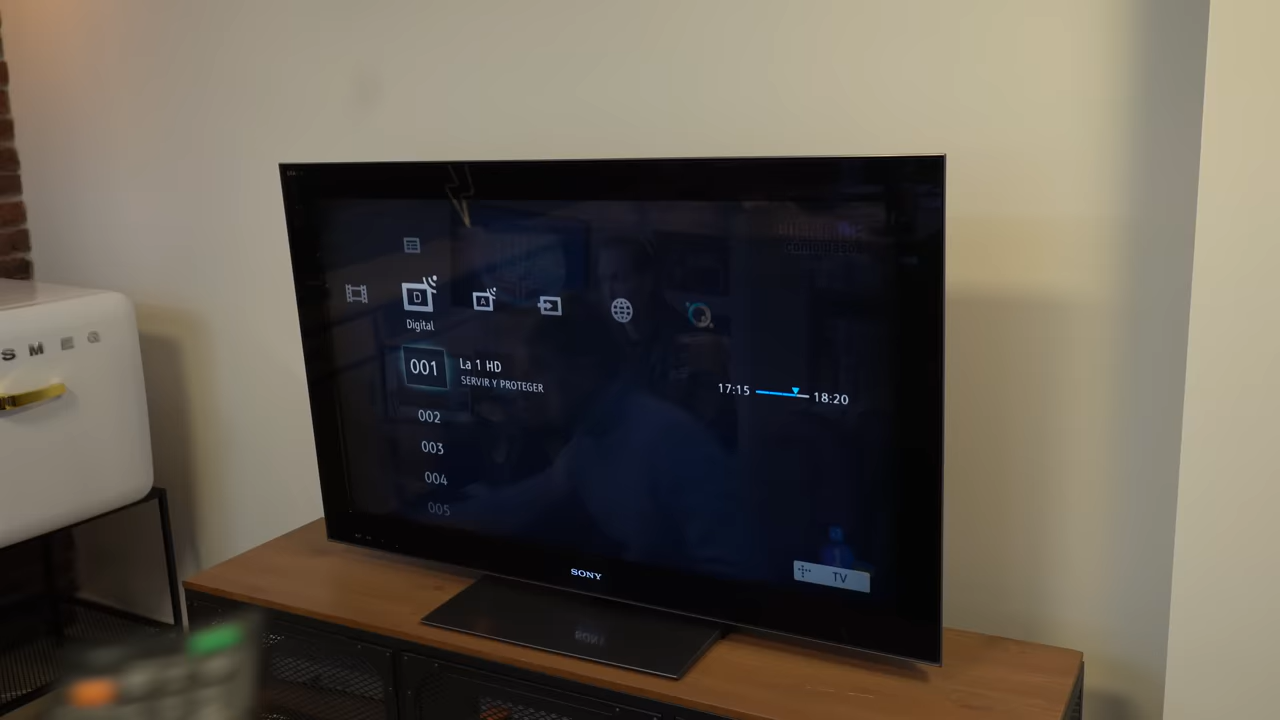 SMEG
D
A
Digital
001
La 1 HD
SERVIR Y PROTEGER
17:15
18:20
002
003
004
005
SONY
TV